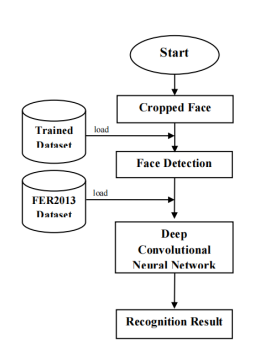 Start
Cropped Face
Trained
Dataset
load
Face Detection
FER2013
Dataset
load
Deep
Convolutional
Neural Network
Recognition Result